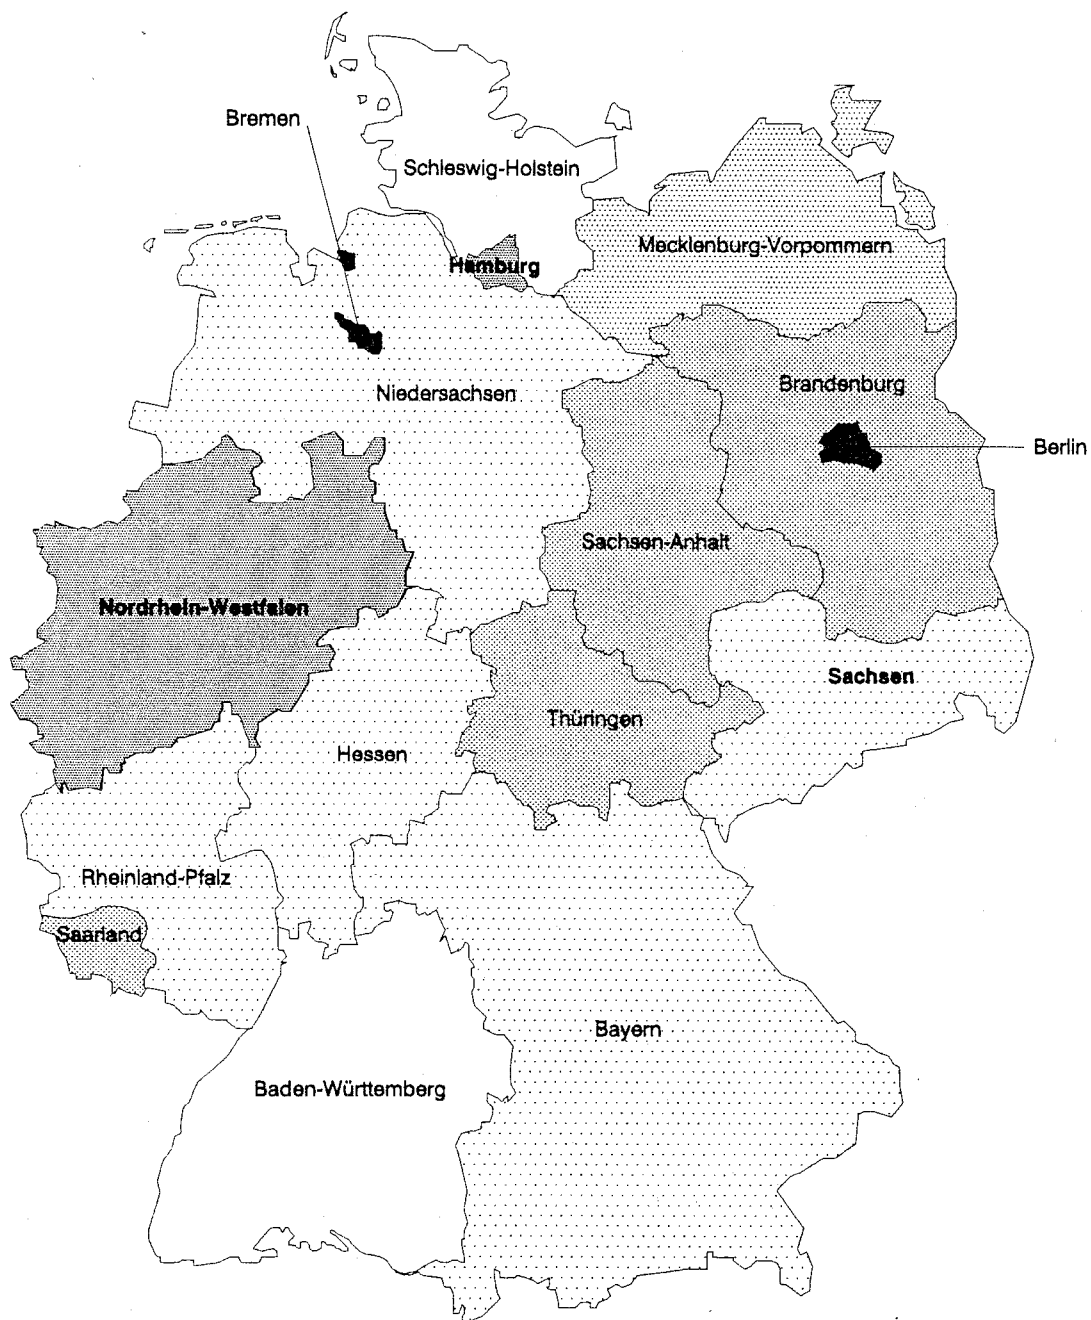 Bremen
Schleswig-Holstein
Mecklenburg-Vorpommern
Hamburg
Niedersachsen
Brandenburg
Berlin
Sachsen-Anhalt
Nordrhein-Westfalen
Sachsen
Thüringen
Hessen
Rheinland-Pfalz
Saarland
Bayern
Baden-Württemberg